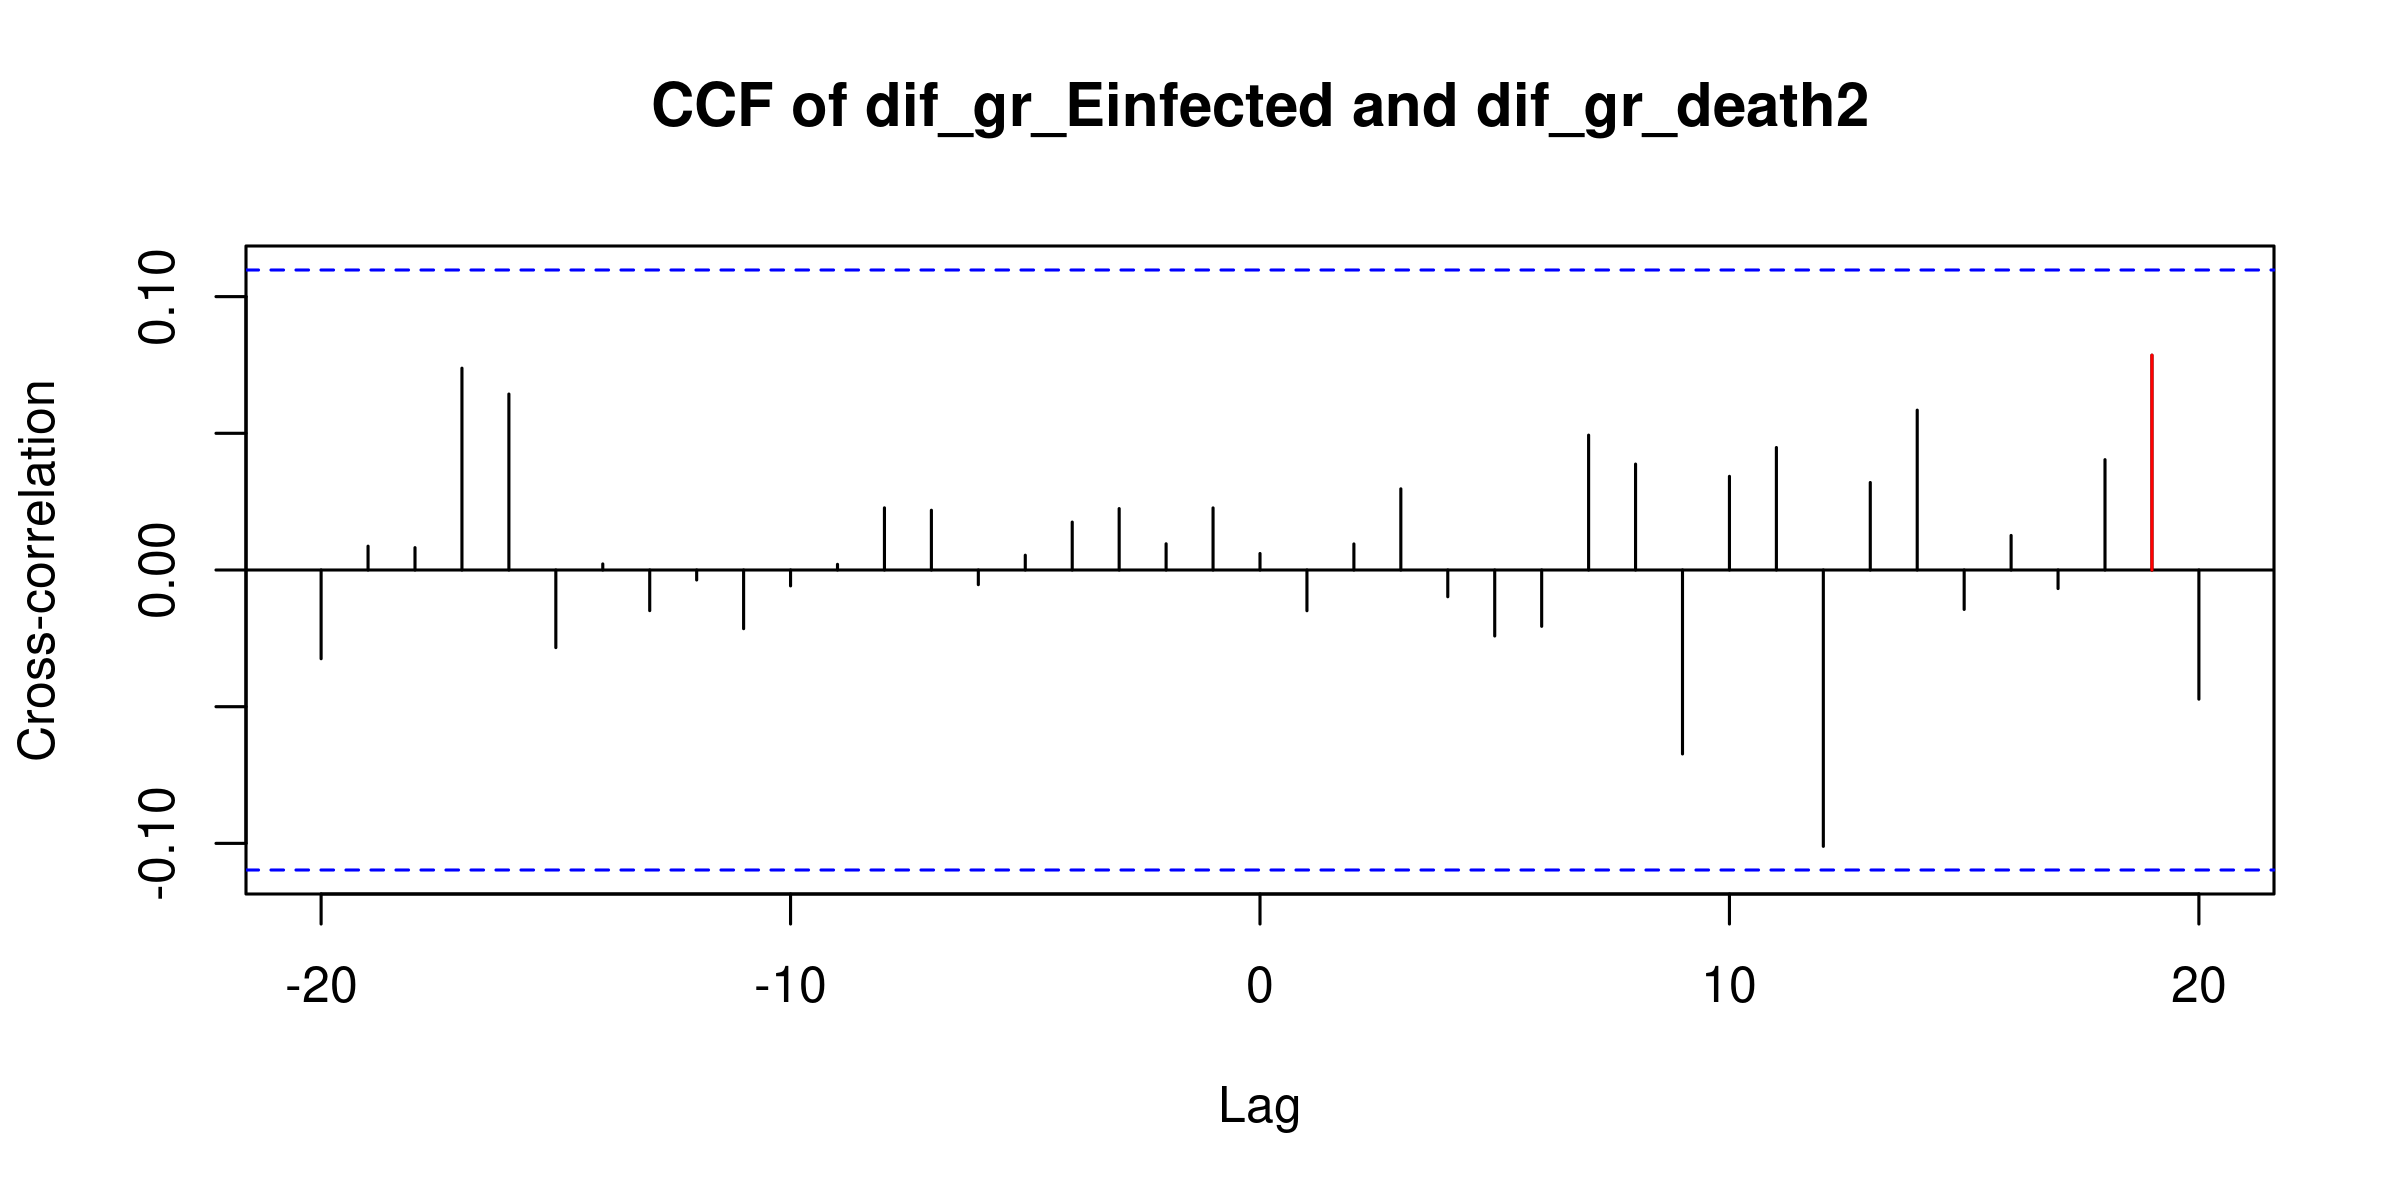 CCF of dif_gr_Einfected and dif_gr_death2
Cross-correlation
0.10
0.00
-0.10
-20 -10 0 10 20
Lag